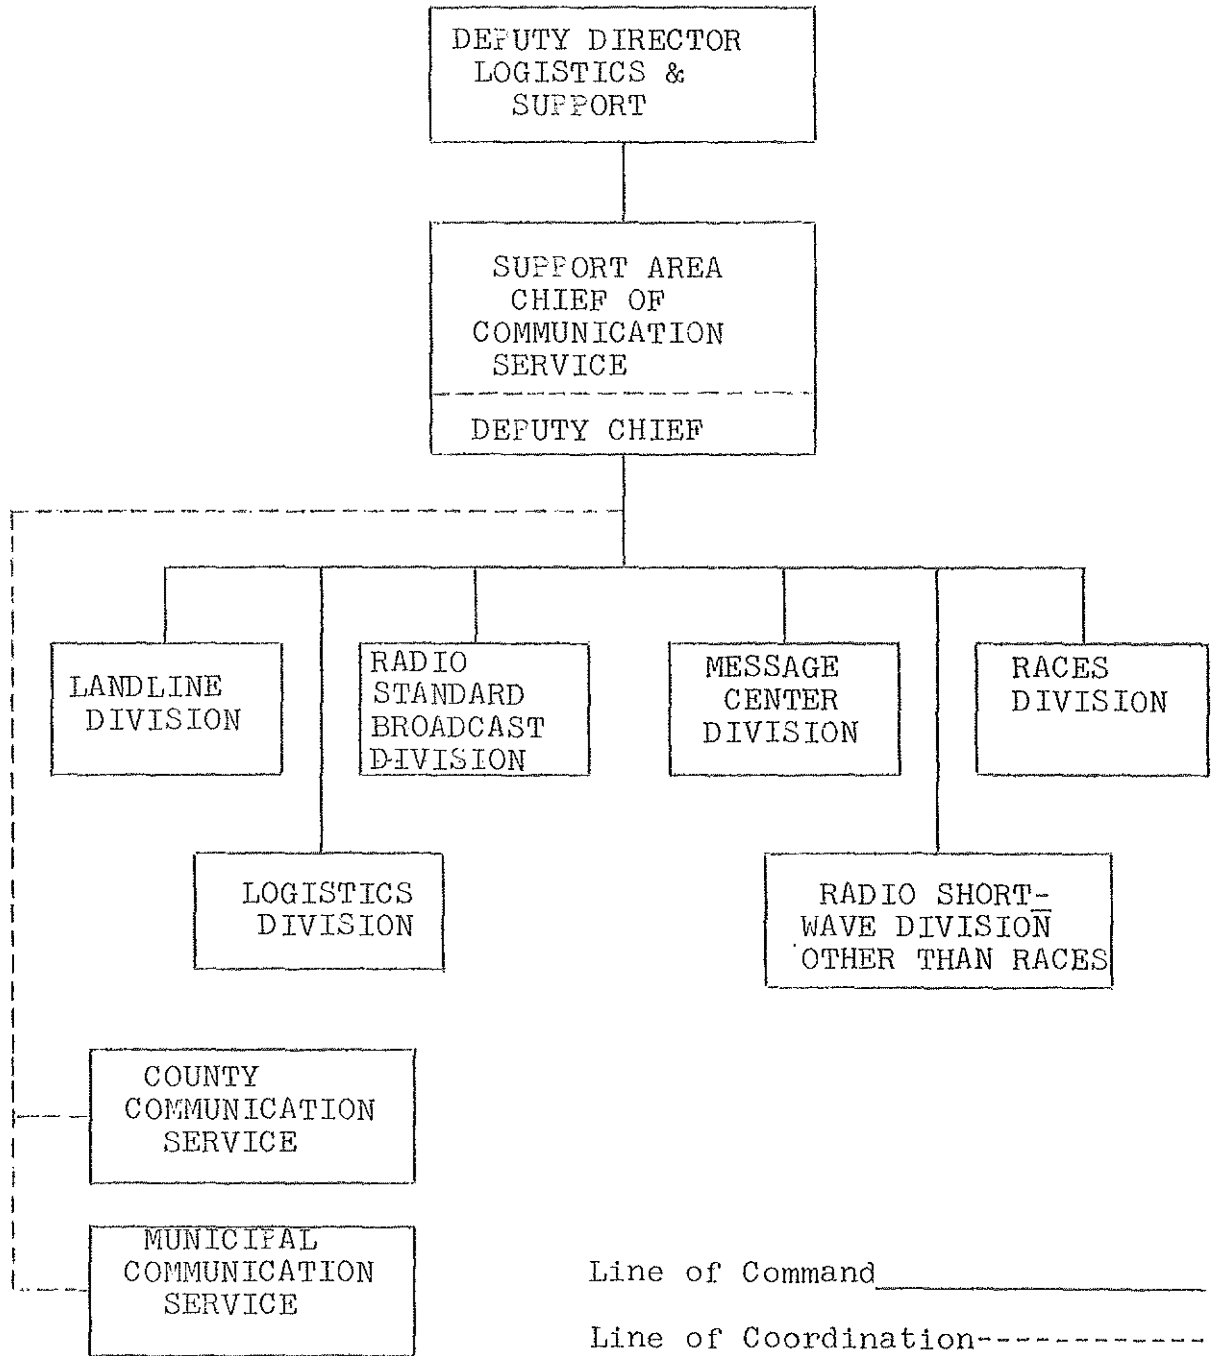 DEPUTY DIRECTOR
LOGISTICS &
SUPPORT
SUPPORT AREA
CHIEF OF
COMMUNICATION
SERVICE
DEPUTY CHIEF
LANDLINE
DIVISION
RADIO
STANDARD
BROADCAST
DIVISION
MESSAGE
CENTER
DIVISION
RACES
DIVISION
LOGISTICS
DIVISION
RADIO SHORT-
WAVE DIVISION
OTHER THAN RACES
COUNTY
COMMUNICATION
SERVICE
MUNICIPAL
COMMUNICATION
SERVICE
Line of Command____________
Line of Coordination------------